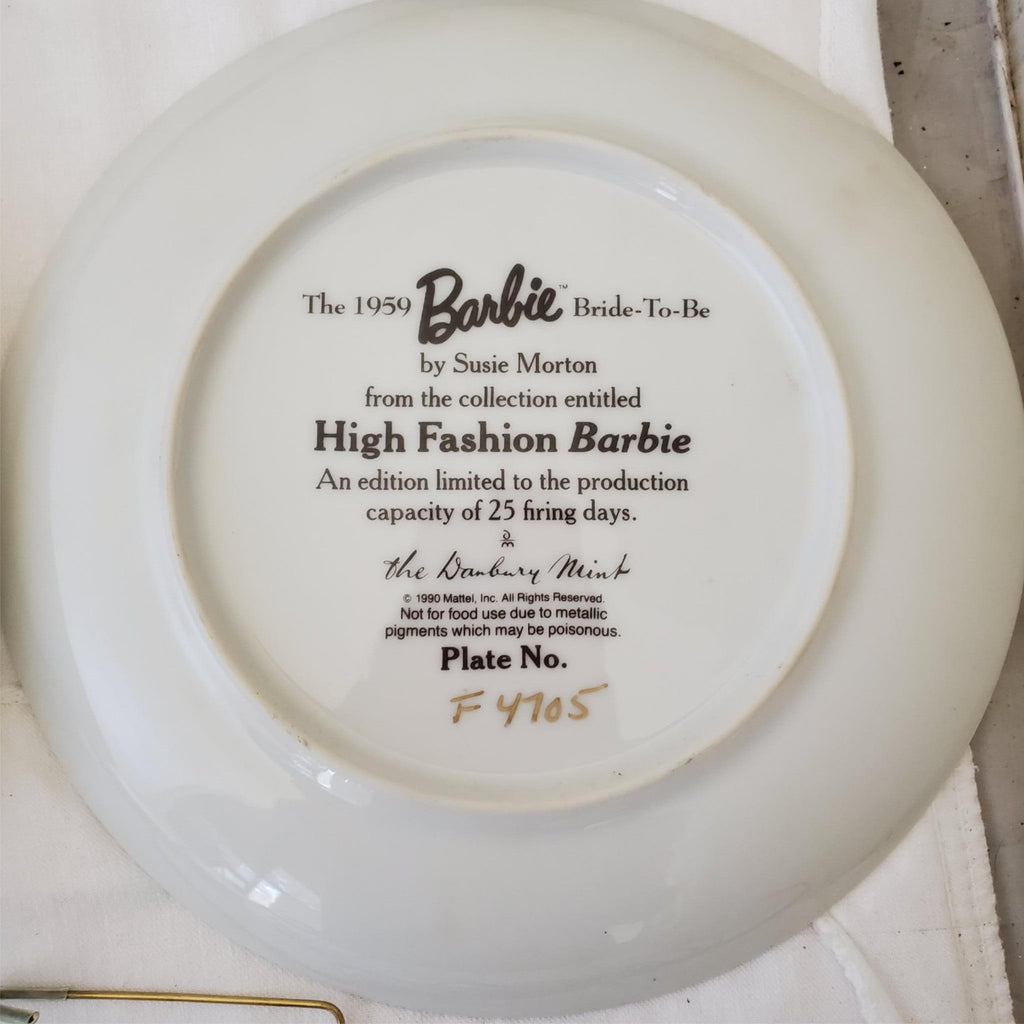 The 1959 Barbie™ Bride-To-Be
by Susie Morton
from the collection entitled
High Fashion Barbie
An edition limited to the production
capacity of 25 firing days.
DM
the Danbury Mint
© 1990 Mattel, Inc. All Rights Reserved.
Not for food use due to metallic
pigments which may be poisonous.
Plate No.
F 4705